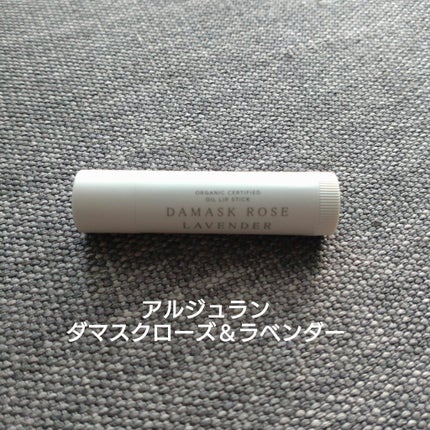 ORGANIC CERTIFIED
OIL LIP STICK
DAMASK ROSE
LAVENDER
アルジュラン
ダマスクローズ&ラベンダー